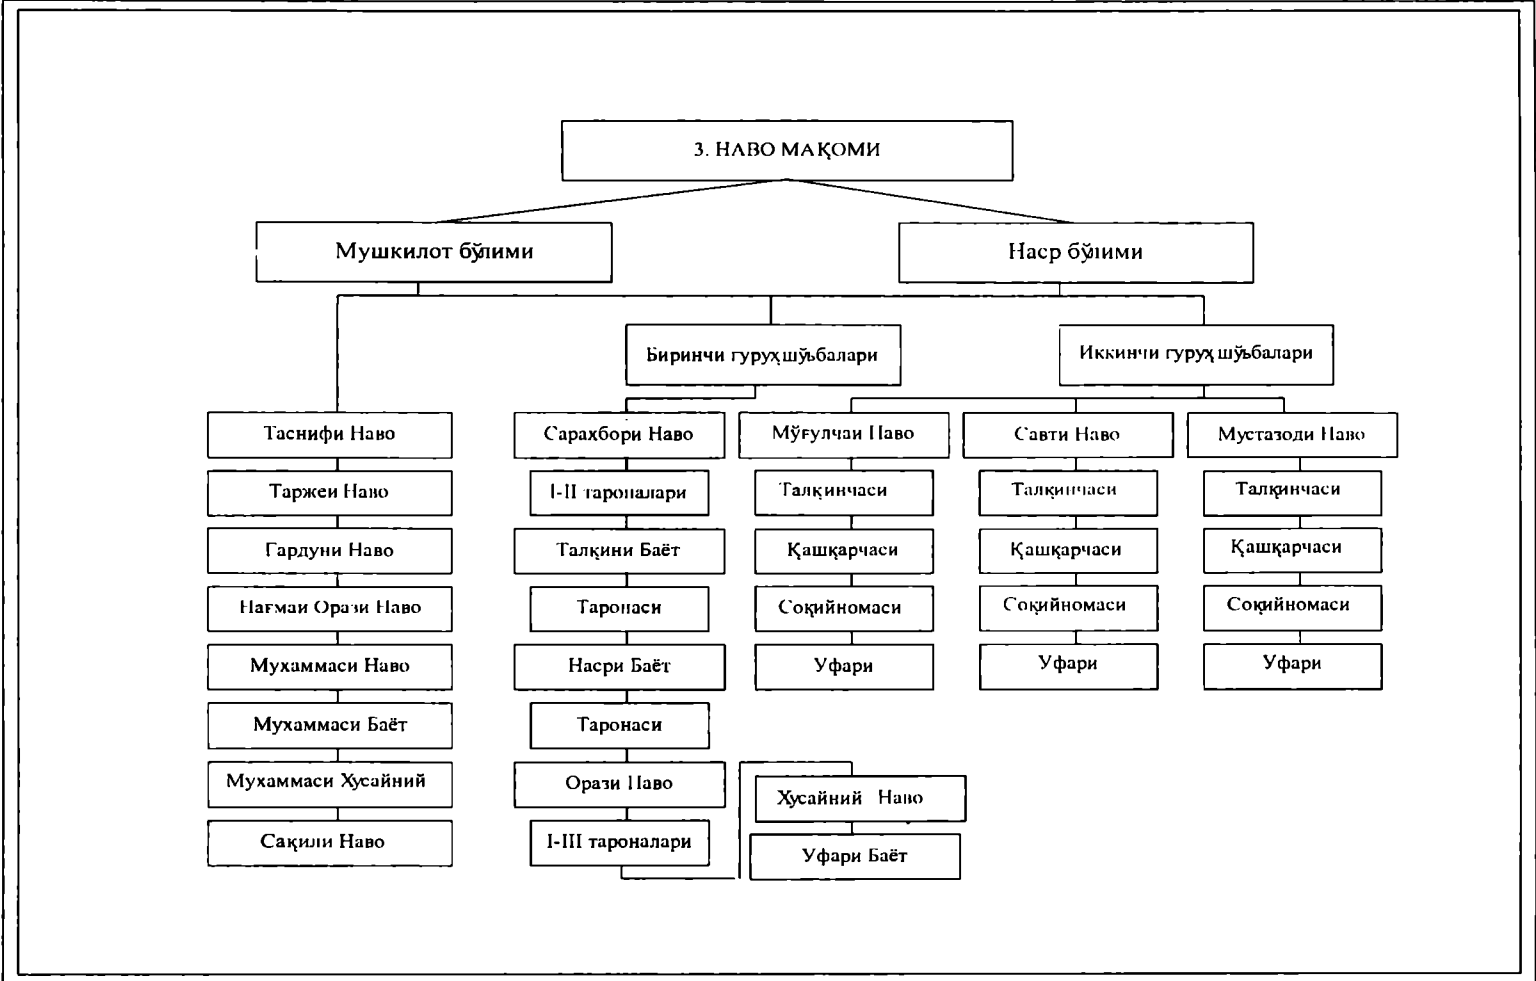 3. НАВО МАҚОМИ
Мушкилот бўлими
Наср бўлими
Биринчи гуруҳ шўъбалари
Иккинчи гуруҳ шўъбалари
Таснифи Наво
Таржеи Наво
Гардуни Наво
Нағмаи Орази Наво
Мухаммаси Наво
Мухаммаси Баёт
Мухаммаси Ҳусайний
Сақили Наво
Сарахбори Наво
I-II тароналари
Талқини Баёт
Таронаси
Насри Баёт
Таронаси
Орази Наво
I-III тароналари
Ҳусайний Наво
Уфари Баёт
Мўғулчаи Наво
Талқинчаси
Қашқарчаси
Соқийномаси
Уфари
Савти Наво
Талқинчаси
Қашқарчаси
Соқийномаси
Уфари
Мустазоди Наво
Талқинчаси
Қашқарчаси
Соқийномаси
Уфари